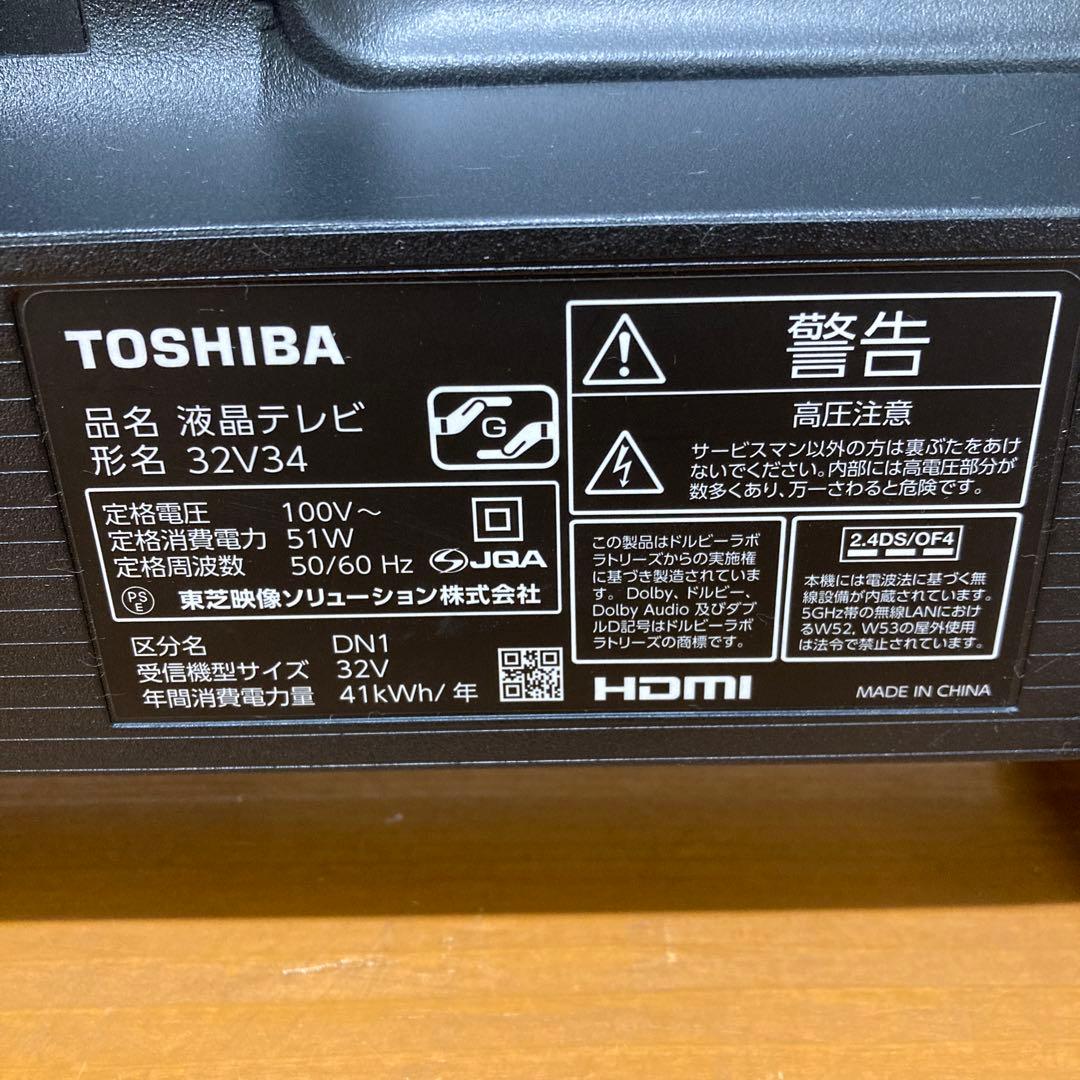 TOSHIBA
品名 液晶テレビ
形名 32V34
G
定格電圧 100V～
定格消費電力 51W
定格周波数 50/60 Hz
JQA
PSE
東芝映像ソリューション株式会社
区分名 DN1
受信機型サイズ 32V
年間消費電力量 41kWh/年
警告
高圧注意
サービスマン以外の方は裏ぶたをあけ
ないでください。内部には高電圧部分が
数多くあり、万一さわると危険です。
この製品はドルビーラボ
ラトリーズからの実施権
に基づき製造されていま
す。Dolby、ドルビー、
Dolby Audio 及びダブ
ルD記号はドルビーラボ
ラトリーズの商標です。
2.4DS/OF4
本機には電波法に基づく無
線設備が内蔵されています。
5GHz帯の無線LANにおけ
るW52, W53の屋外使用
は法令で禁止されています。
HDMI
MADE IN CHINA